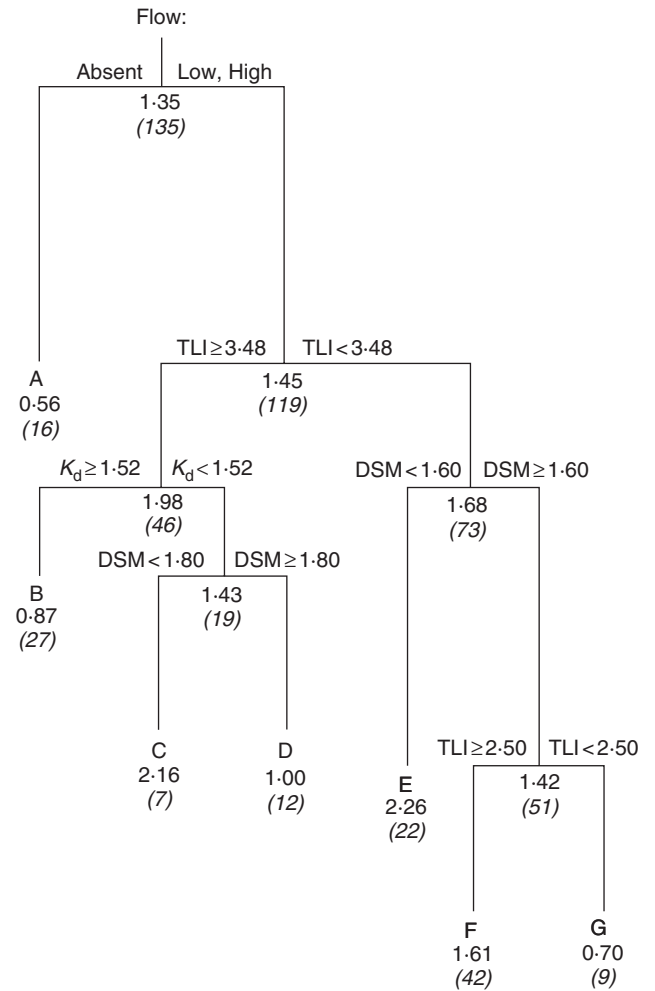 Flow:
Absent Low, High
1·35
(135)
TLI≥3·48 TLI<3·48
A
0·56
(16)
1·45
(119)
K_d≥1·52 K_d<1·52
DSM<1·60 DSM≥1·60
1·98
(46)
1·68
(73)
DSM<1·80 DSM≥1·80
B
0·87
(27)
1·43
(19)
C
2·16
(7)
D
1·00
(12)
TLI≥2·50 TLI<2·50
E
2·26
(22)
1·42
(51)
F
1·61
(42)
G
0·70
(9)